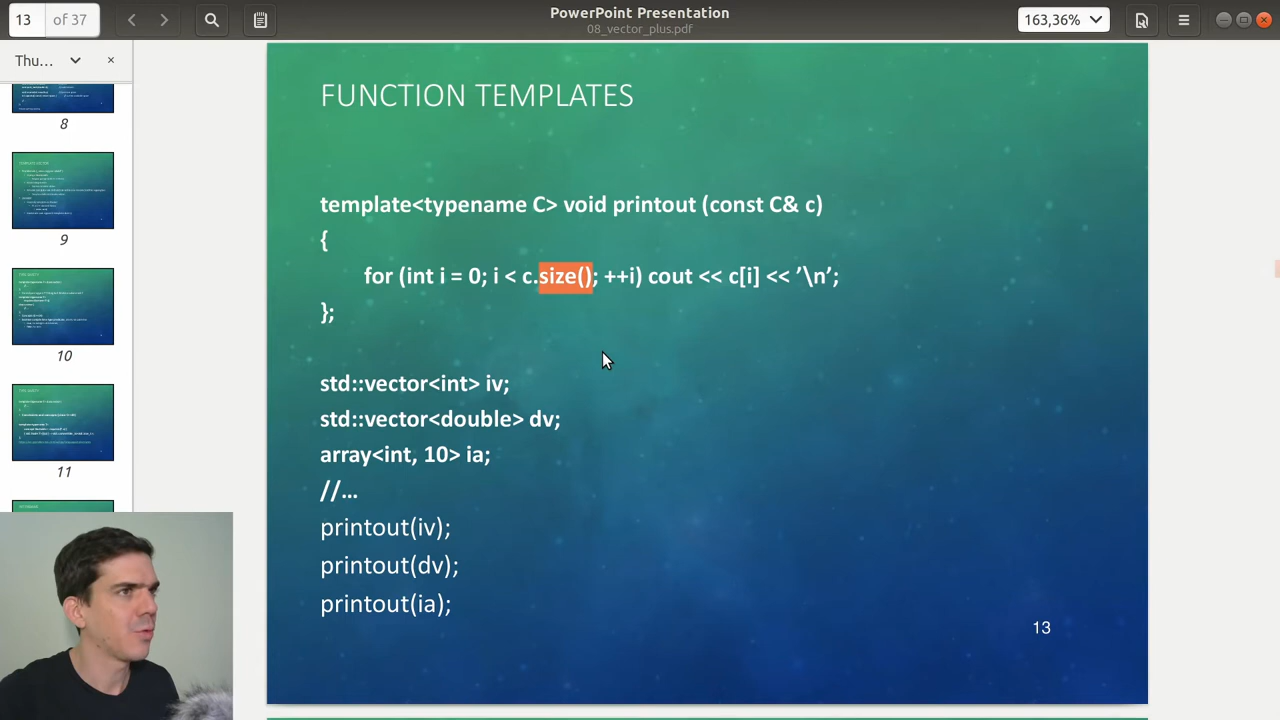 13 of 37
PowerPoint Presentation
08_vector_plus.pdf
163,36%
Thu…
8
9
10
11
FUNCTION TEMPLATES
template<typename C> void printout (const C& c)
{
for (int i = 0; i < c.size(); ++i) cout << c[i] << ’\n’;
};
std::vector<int> iv;
std::vector<double> dv;
array<int, 10> ia;
//…
printout(iv);
printout(dv);
printout(ia);
13